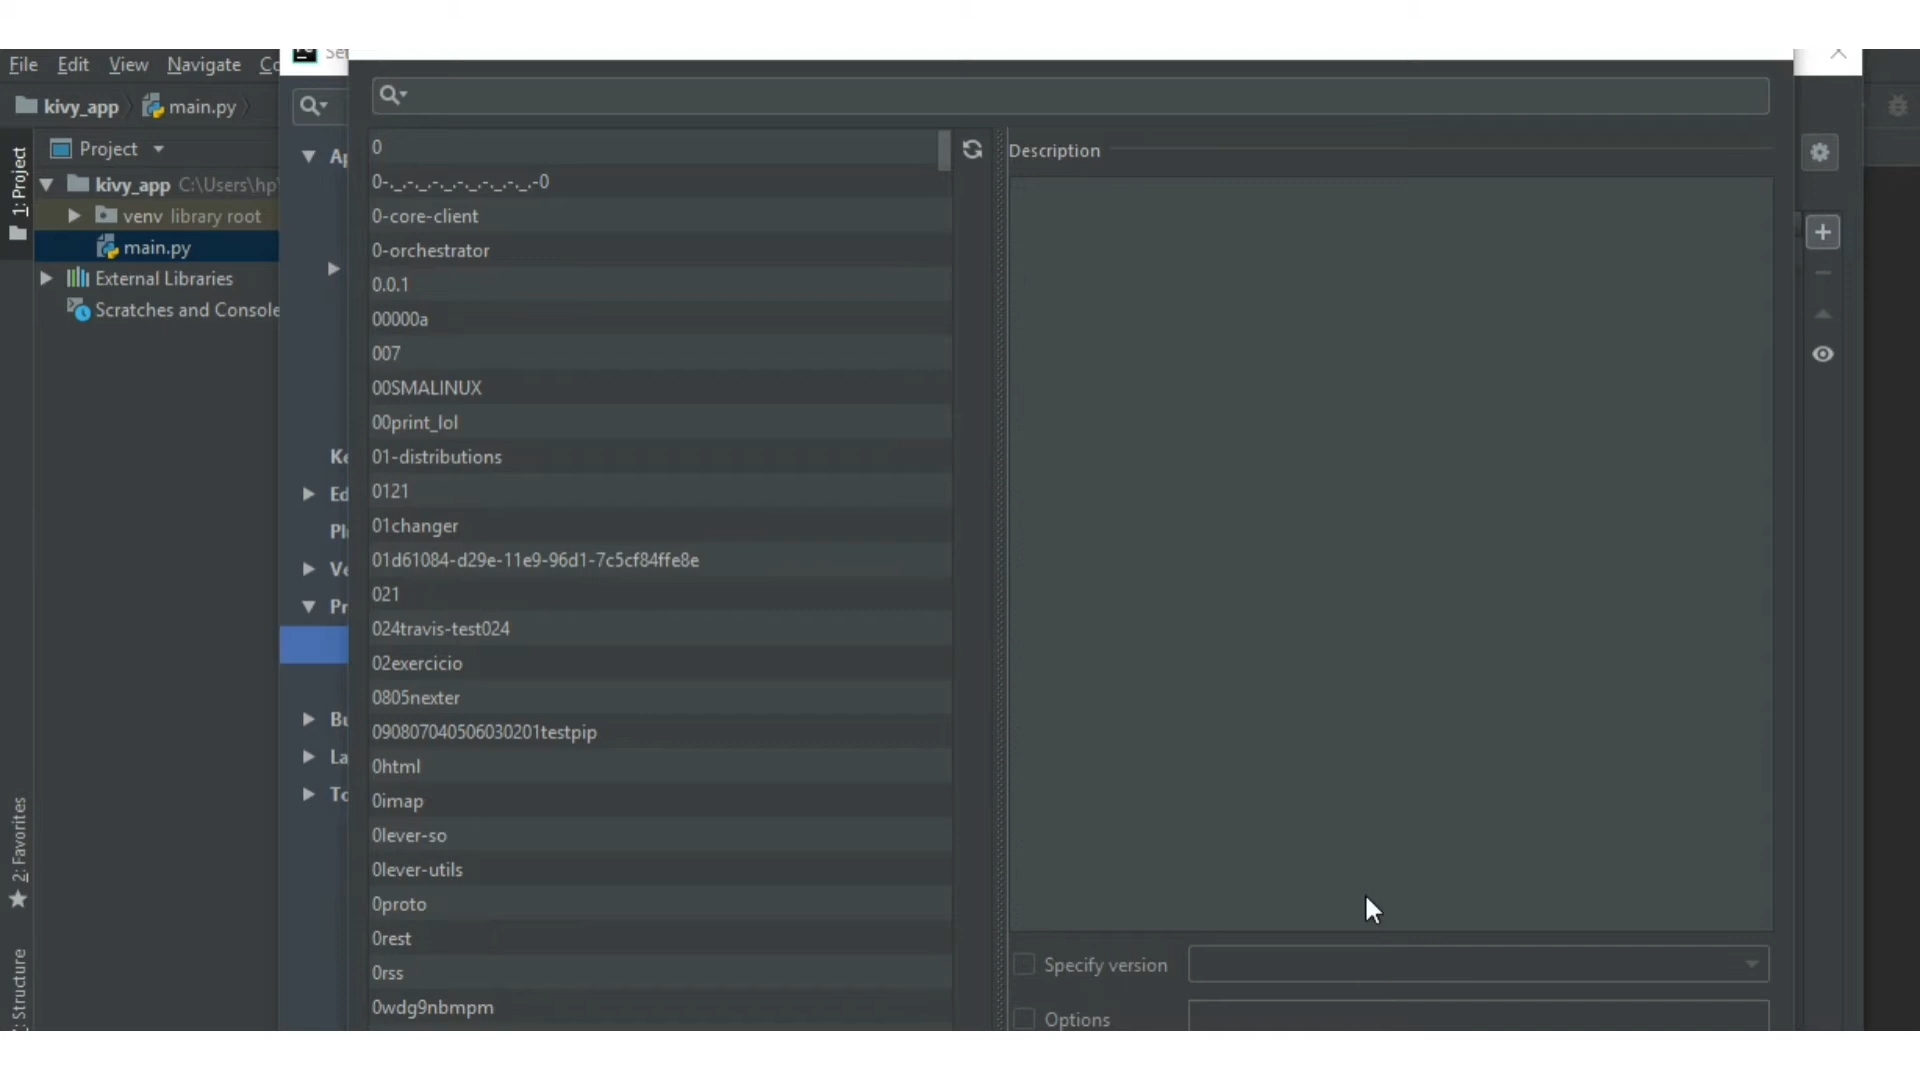 File Edit View Navigate
kivy_app main.py
1: Project
Project
kivy_app C:\Users\hp
venv library root
main.py
External Libraries
Scratches and Console
2: Favorites
Structure
0
0-._.-._.-._.-._.-._.-._.-0
0-core-client
0-orchestrator
0.0.1
00000a
007
00SMALINUX
00print_lol
01-distributions
0121
01changer
01d61084-d29e-11e9-96d1-7c5cf84ffe8e
021
024travis-test024
02exercicio
0805nexter
090807040506030201testpip
0html
0imap
0lever-so
0lever-utils
0proto
0rest
0rss
0wdg9nbmpm
Description
Specify version
Options